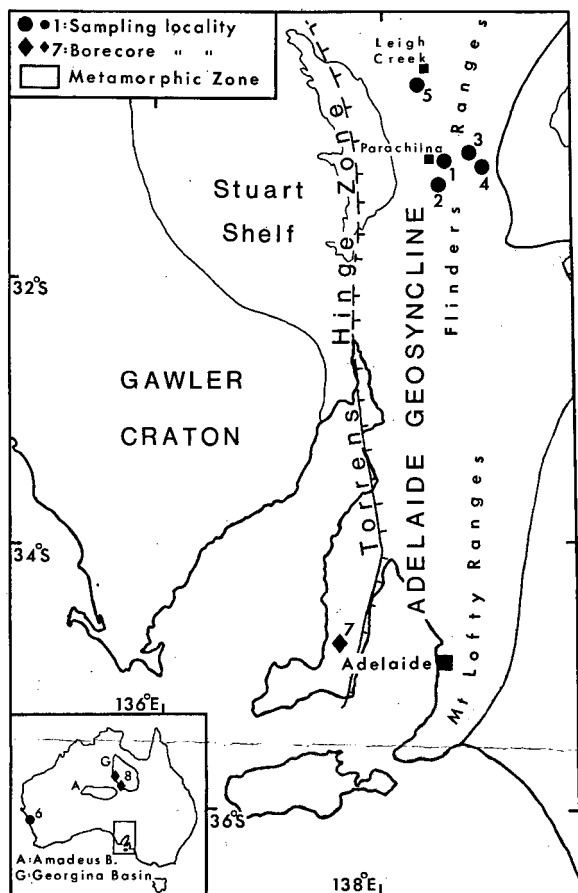 1:Sampling locality
7:Borecore " "
Metamorphic Zone
Leigh
Creek
5
Ranges
Parachilna
3
1
4
2
Stuart
Shelf
Torrens Hinge Zone
ADELAIDE GEOSYNCLINE
Flinders
32°S
GAWLER
CRATON
34°S
7
Adelaide
Mt Lofty Ranges
136°E
G
8
A
6
36°S
A:Amadeus B.
G:Georgina Basin
138°E